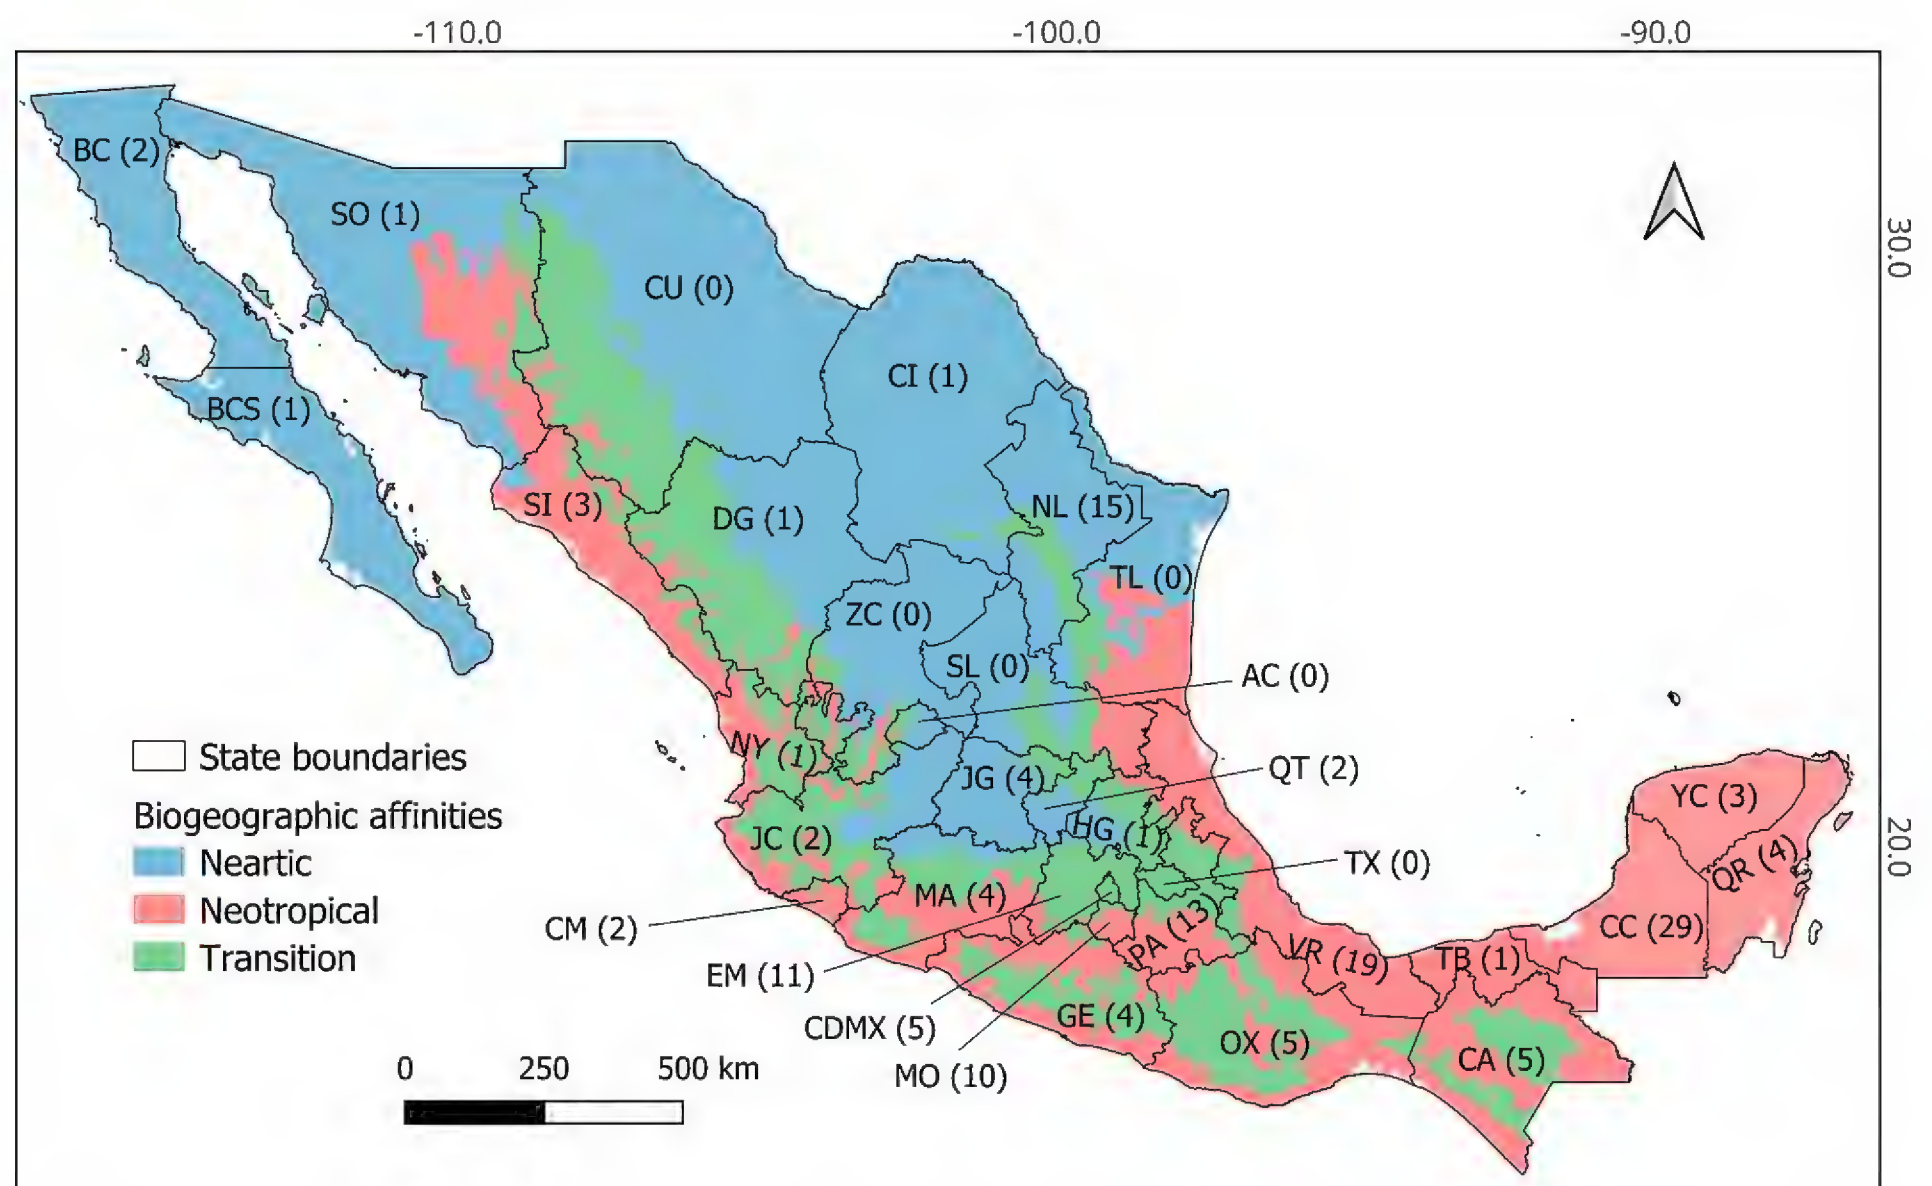 -110.0
-100.0
-90.0
BC (2)
SO (1)
30.0
CU (0)
CI (1)
BCS (1)
SI (3)
DG (1)
NL (15)
TL (0)
ZC (0)
SL (0)
AC (0)
NY (1)
JG (4)
QT (2)
YC (3)
State boundaries
Biogeographic affinities
Neartic
Neotropical
Transition
JC (2)
HG (1)
TX (0)
QR (4)
20.0
MA (4)
CM (2)
PA (13)
CC (29)
VR (19)
TB (1)
EM (11)
GE (4)
CDMX (5)
OX (5)
CA (5)
MO (10)
0 250 500 km